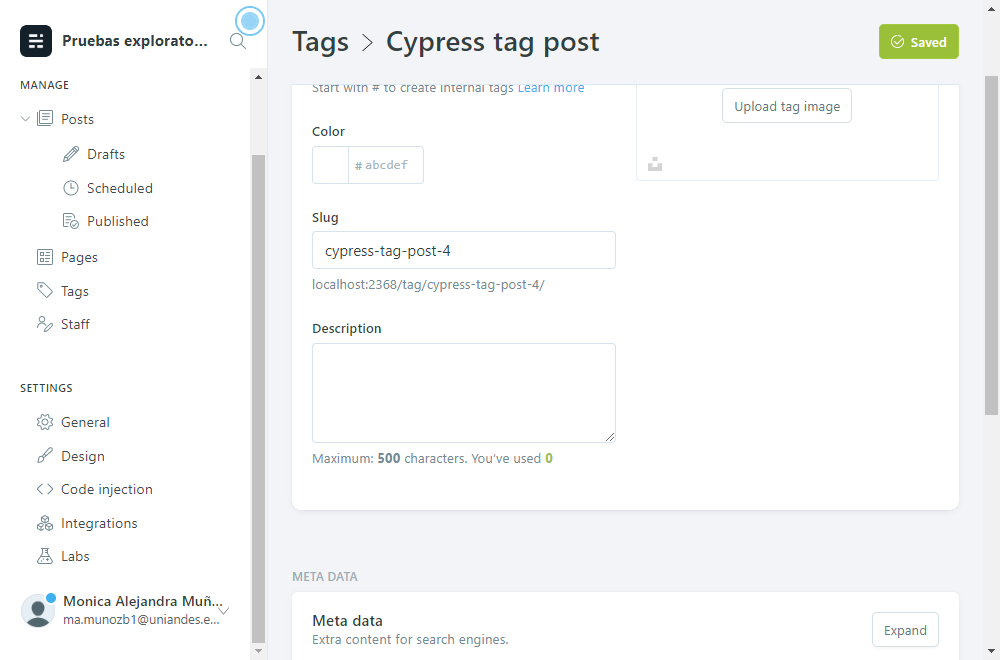 Pruebas explorato...
MANAGE
Posts
Drafts
Scheduled
Published
Pages
Tags
Staff
SETTINGS
General
Design
Code injection
Integrations
Labs
Monica Alejandra Muñ...
ma.munozb1@uniandes.e...
Tags > Cypress tag post
Saved
Start with # to create internal tags Learn more
Upload tag image
Color
# abcdef
Slug
cypress-tag-post-4
localhost:2368/tag/cypress-tag-post-4/
Description
Maximum: 500 characters. You've used 0
META DATA
Meta data
Extra content for search engines.
Expand